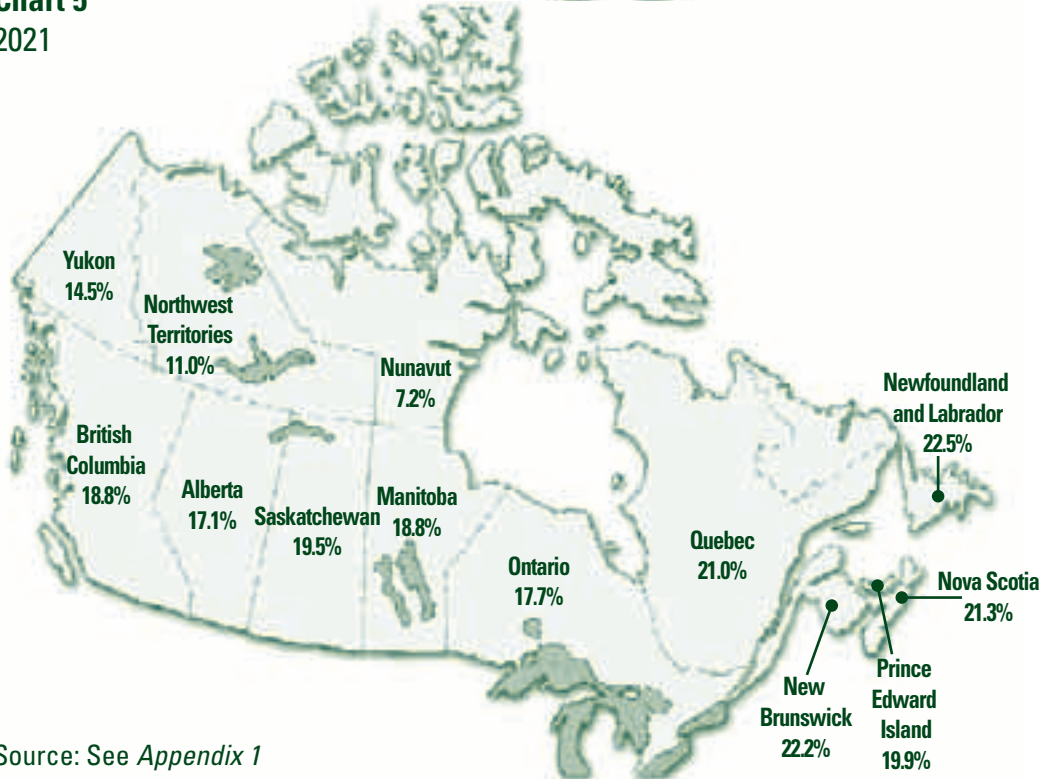 Chart 5
2021
Yukon
14.5%
Northwest
Territories
11.0%
Nunavut
7.2%
British
Columbia
18.8%
Alberta
17.1%
Saskatchewan
19.5%
Manitoba
18.8%
Ontario
17.7%
Quebec
21.0%
Newfoundland
and Labrador
22.5%
Nova Scotia
21.3%
New
Brunswick
22.2%
Prince
Edward
Island
19.9%
Source: See Appendix 1